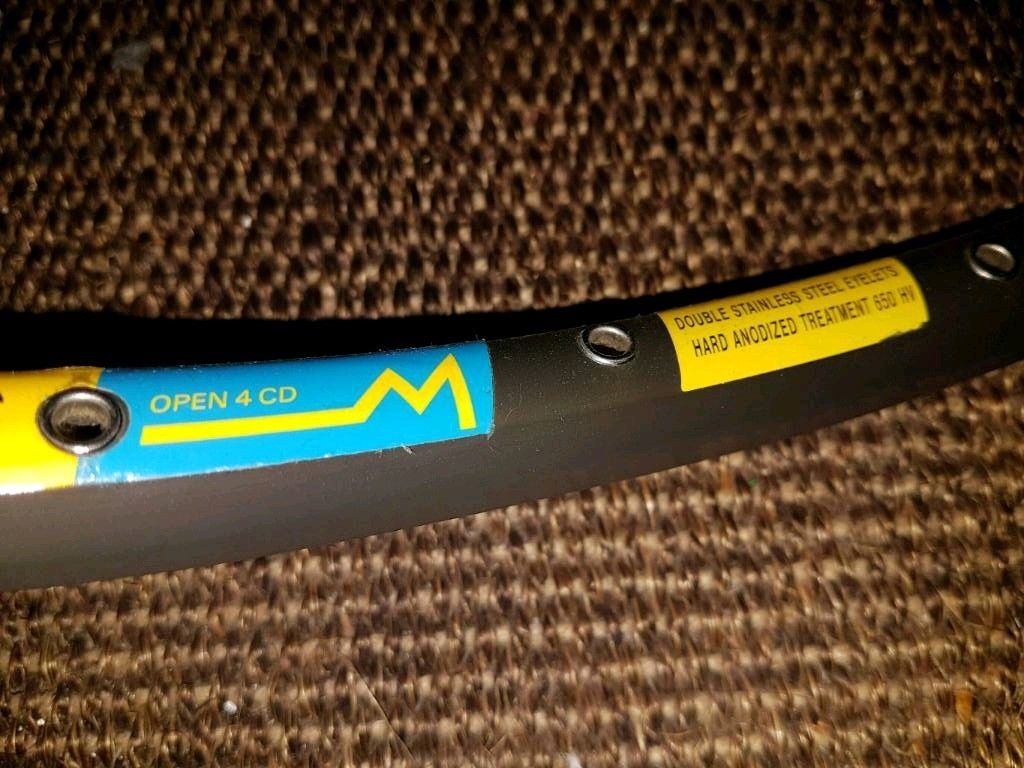 OPEN 4 CD
DOUBLE STAINLESS STEEL EYELETS
HARD ANODIZED TREATMENT 650 HV